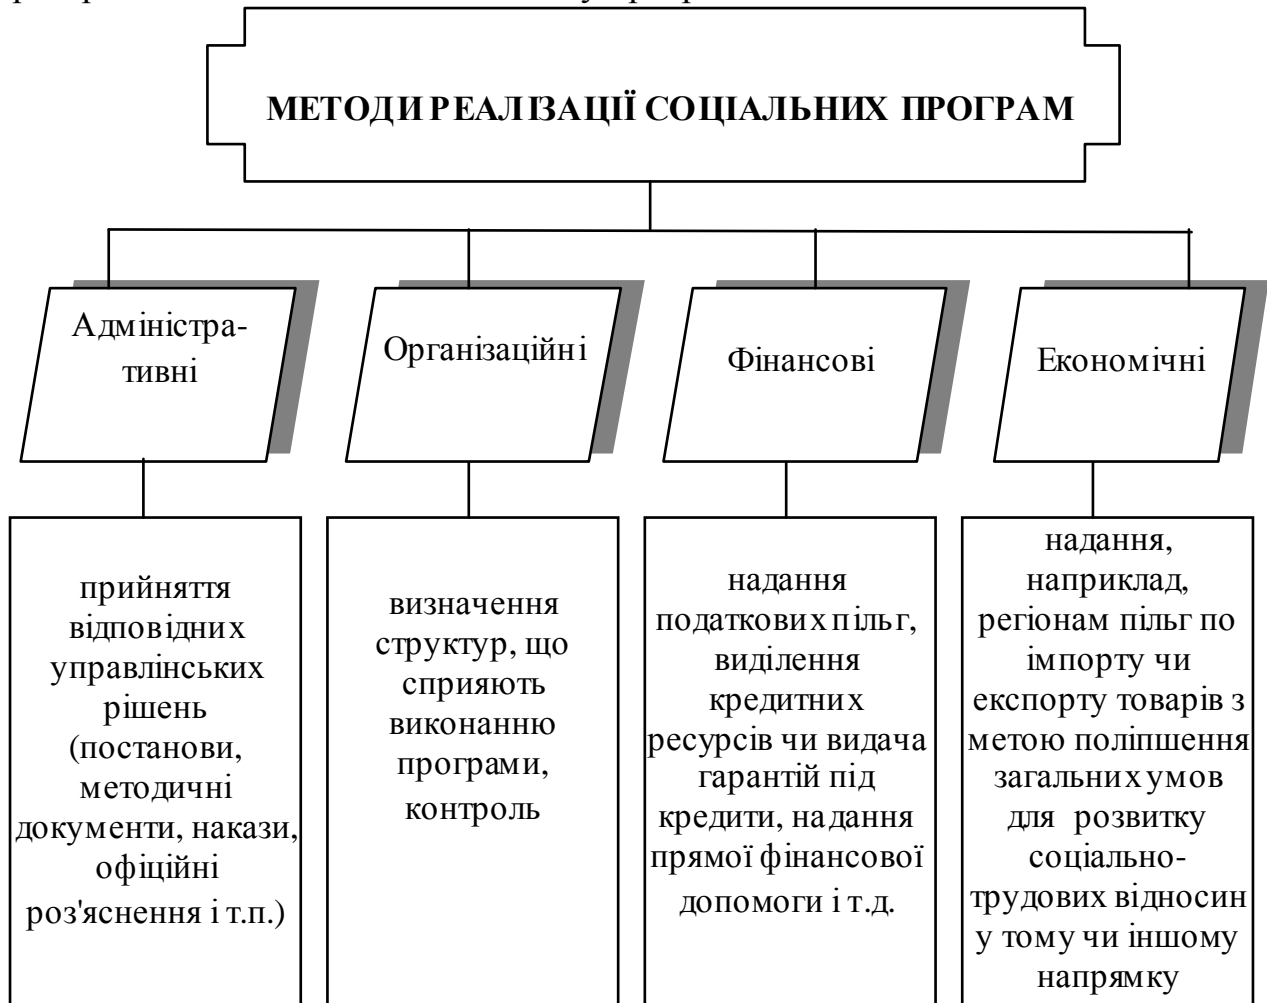 МЕТОДИ РЕАЛІЗАЦІЇ СОЦІАЛЬНИХ ПРОГРАМ
Адміністра-
тивні
Організаційні
Фінансові
Економічні
прийняття
відповідних
управлінських
рішень
(постанови,
методичні
документи, накази,
офіційні
роз'яснення і т.п.)
визначення
структур, що
сприяють
виконанню
програми,
контроль
надання
податкових пільг,
виділення
кредитних
ресурсів чи видача
гарантій під
кредити, надання
прямої фінансової
допомоги і т.д.
надання,
наприклад,
регіонам пільг по
імпорту чи
експорту товарів з
метою поліпшення
загальних умов
для розвитку
соціально-
трудових відносин
у тому чи іншому
напрямку